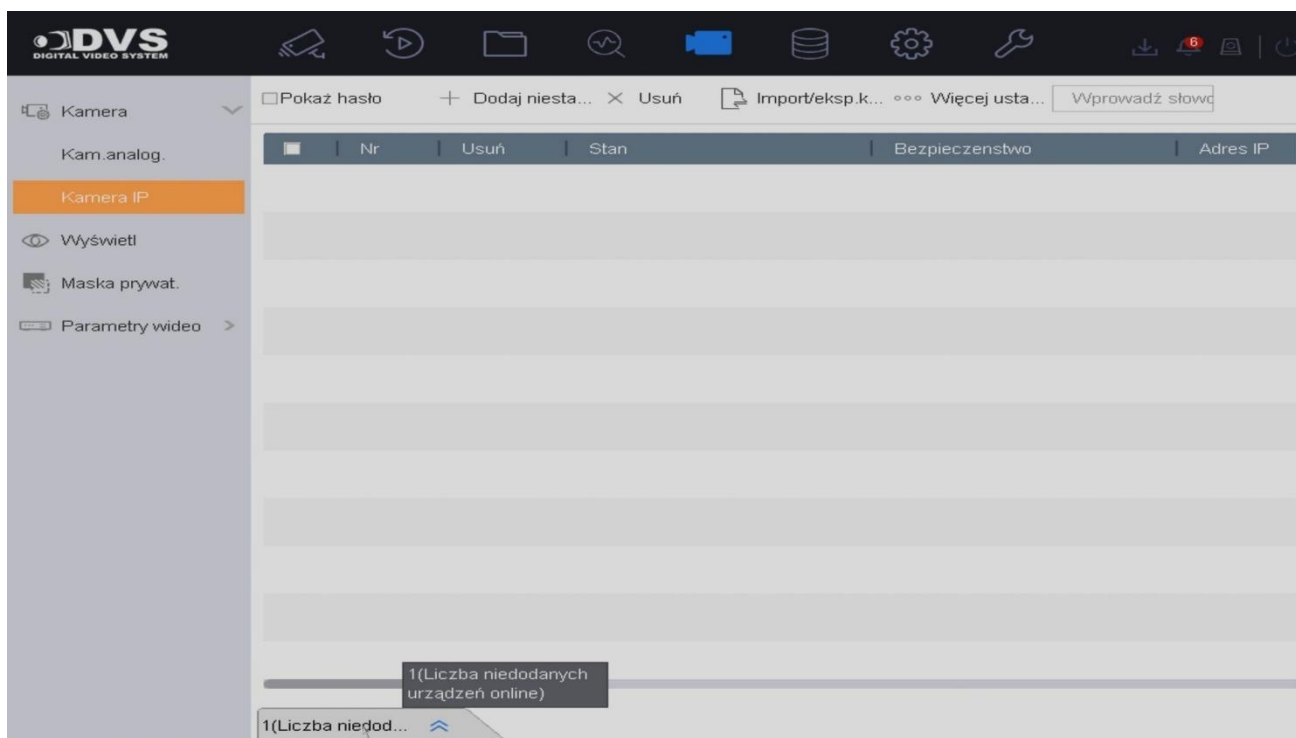 DVS
DIGITAL VIDEO SYSTEM
6
Kamera
Kam.analog.
Kamera IP
Wyświetl
Maska prywat.
Parametry wideo
Pokaż hasło
Dodaj niesta...
Usuń
Import/eksp.k...
Więcej usta...
Wprowadź słowo
Nr
Usuń
Stan
Bezpieczenstwo
Adres IP
1(Liczba niedodanych
urządzeń online)
1(Liczba niedod...